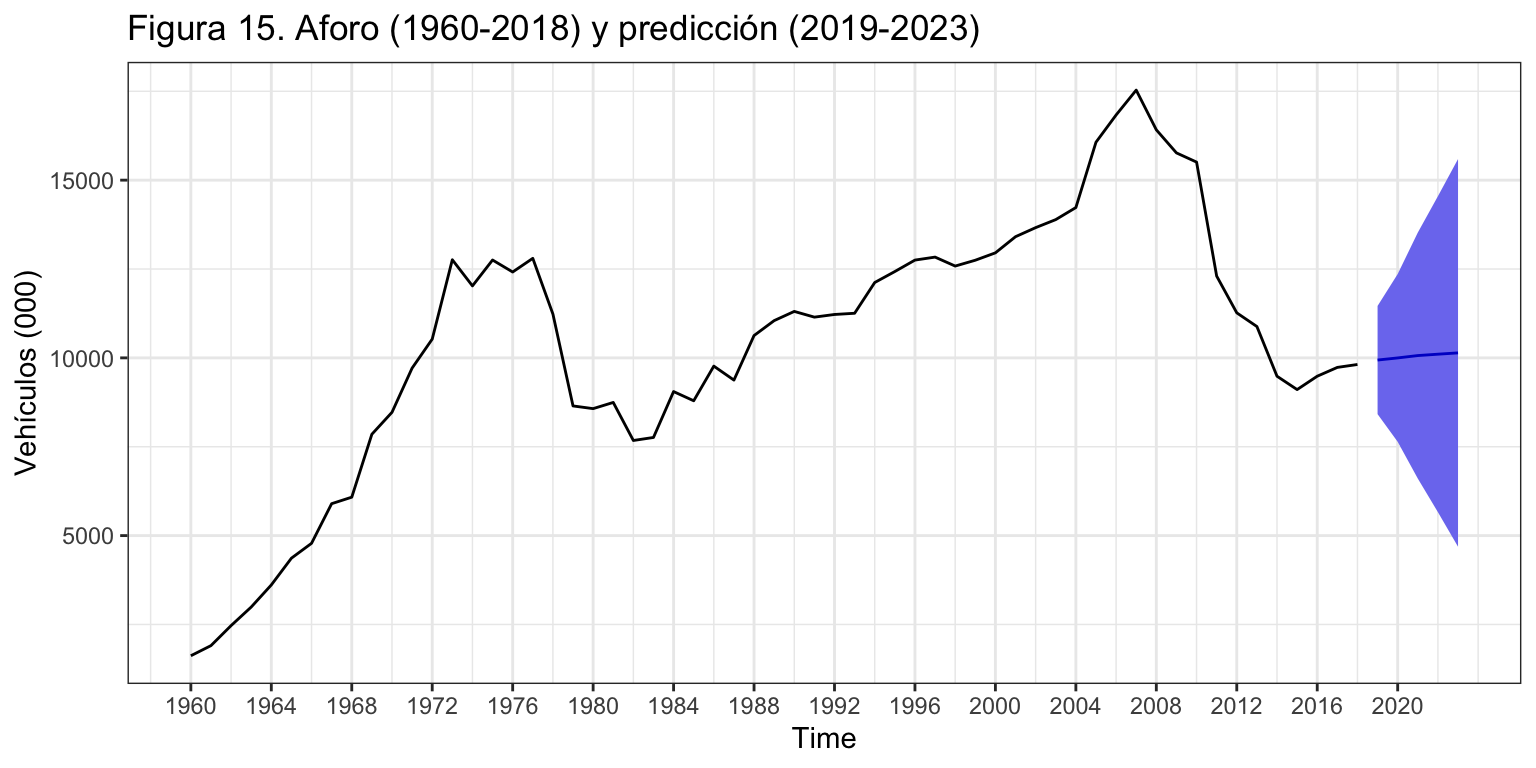 Figura 15. Aforo (1960-2018) y predicción (2019-2023)
Vehículos (000)
15000
10000
5000
1960 1964 1968 1972 1976 1980 1984 1988 1992 1996 2000 2004 2008 2012 2016 2020
Time